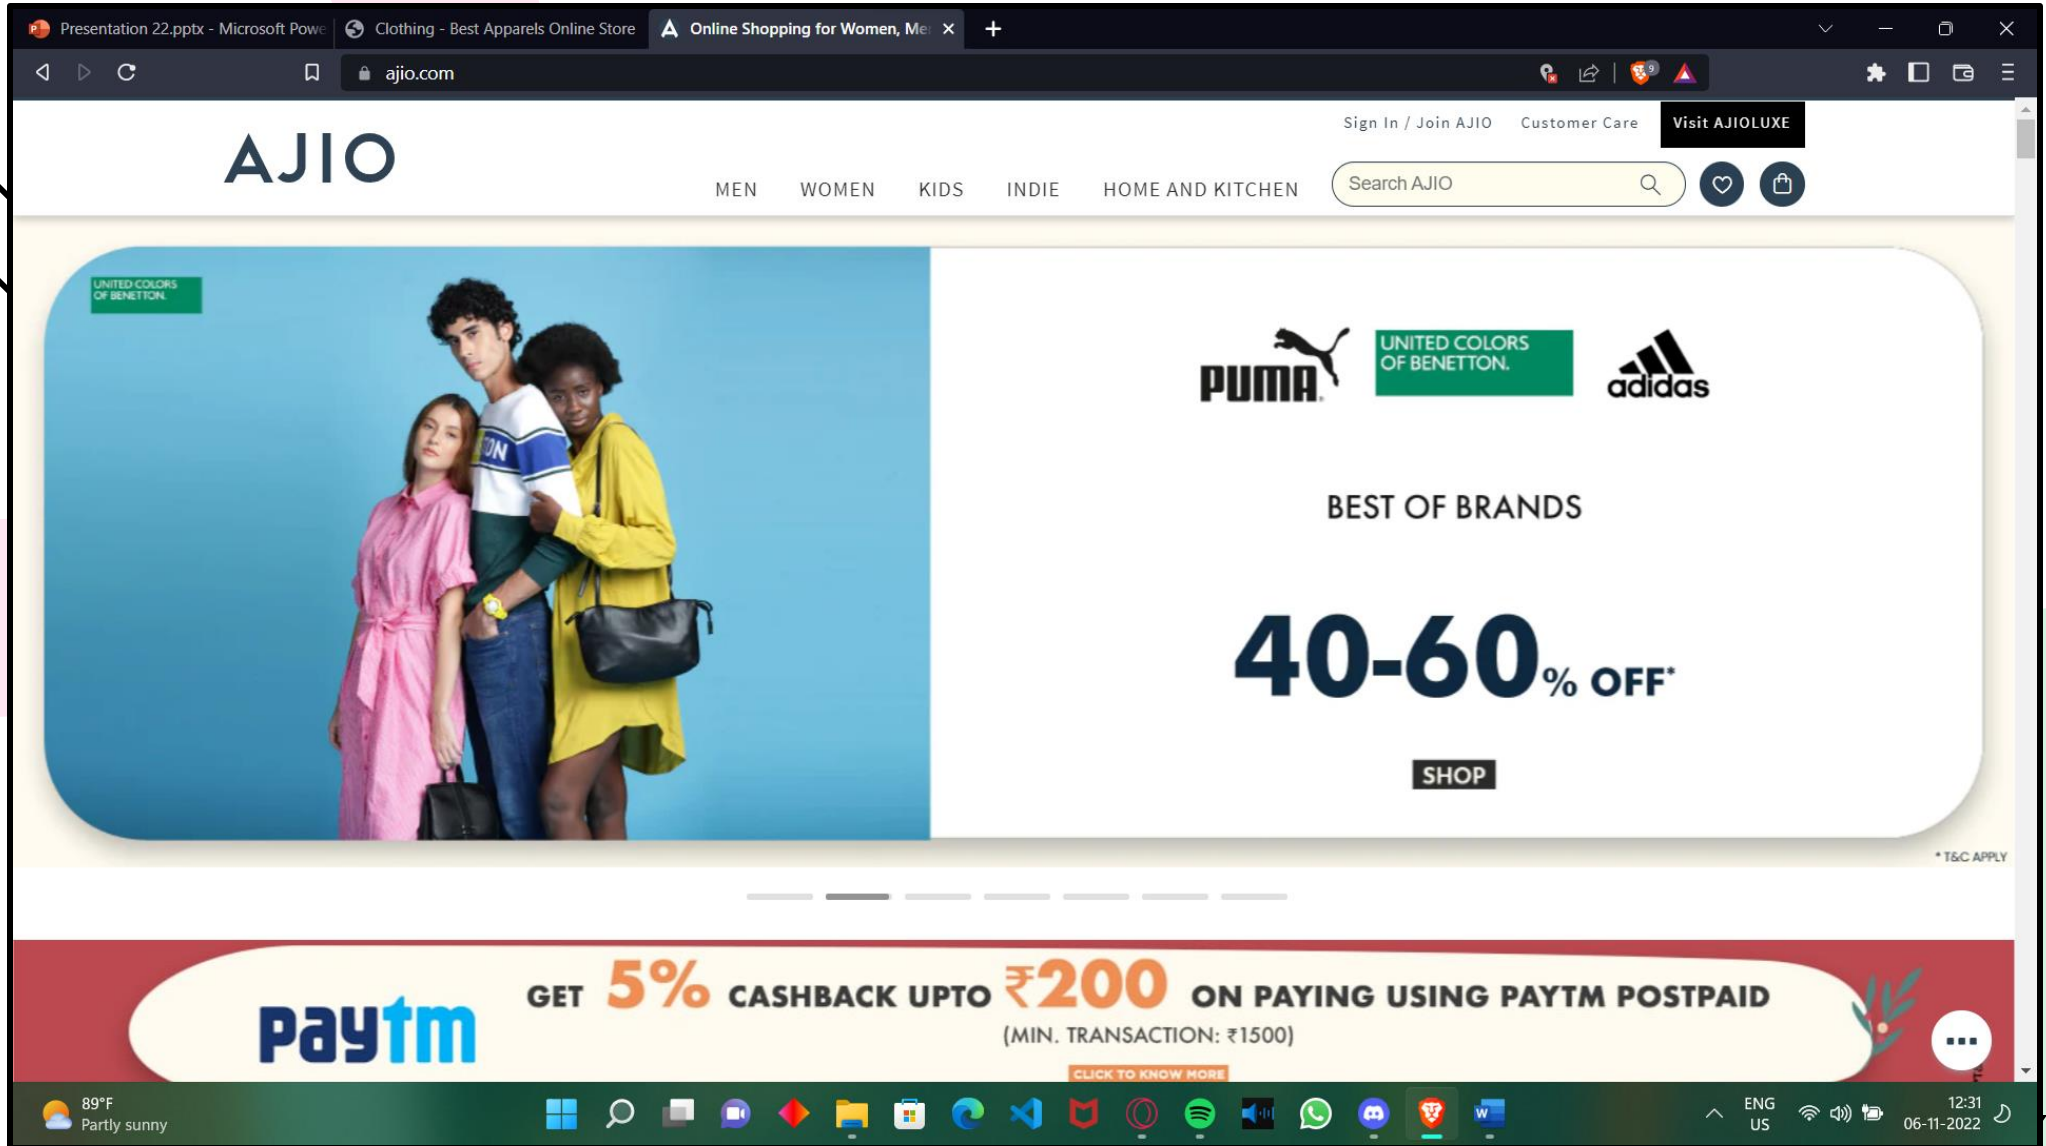 Presentation 22.pptx - Microsoft Powe
Clothing - Best Apparels Online Store
Online Shopping for Women, Me
ajio.com
9
Sign In / Join AJIO
Customer Care
Visit AJIOLUXE
AJIO
MEN
WOMEN
KIDS
INDIE
HOME AND KITCHEN
Search AJIO
UNITED COLORS
OF BENETTON.
PUMA
UNITED COLORS
OF BENETTON.
adidas
BEST OF BRANDS
40-60% OFF*
SHOP
* T&C APPLY
paytm
GET 5% CASHBACK UPTO ₹200 ON PAYING USING PAYTM POSTPAID
(MIN. TRANSACTION: ₹1500)
CLICK TO KNOW MORE
89°F
Partly sunny
ENG
US
12:31
06-11-2022